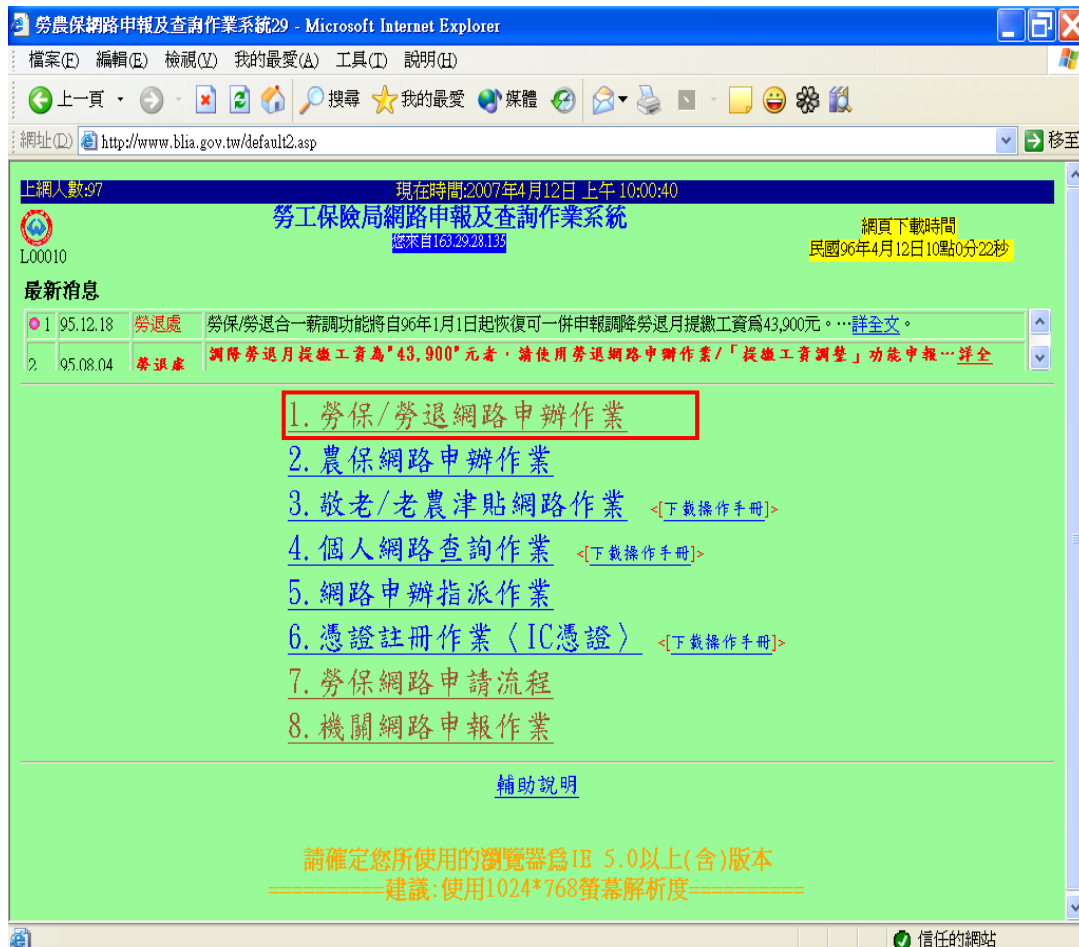 勞農保網路申報及查詢作業系統29 - Microsoft Internet Explorer
檔案(F) 編輯(E) 檢視(V) 我的最愛(A) 工具(T) 說明(H)
上一頁 搜尋 我的最愛 媒體
網址(D) http://www.blia.gov.tw/default2.asp 移至
上網人數:97 現在時間:2007年4月12日 上午 10:00:40
勞工保險局網路申報及查詢作業系統
您來自163.29.28.135
網頁下載時間
民國96年4月12日10點0分22秒
L00010
最新消息
1 95.12.18 勞退處 勞保/勞退合一薪調功能將自96年1月1日起恢復可一併申報調降勞退月提繳工資為43,900元。…詳全文。
2 95.08.04 勞退處 調降勞退月提繳工資為"43,900"元者，請使用勞退網路申辦作業/「提繳工資調整」功能申報…詳全
1.勞保/勞退網路申辦作業
2.農保網路申辦作業
3.敬老/老農津貼網路作業 <[下載操作手冊]>
4.個人網路查詢作業 <[下載操作手冊]>
5.網路申辦指派作業
6.憑證註冊作業〈IC憑證〉 <[下載操作手冊]>
7.勞保網路申請流程
8.機關網路申報作業
輔助說明
請確定您所使用的瀏覽器為IE 5.0以上(含)版本
==========建議:使用1024*768螢幕解析度==========
信任的網站